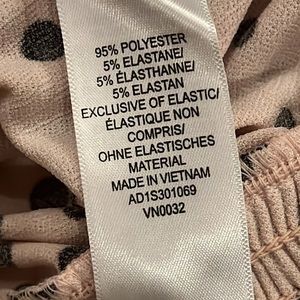 95% POLYESTER
5% ELASTANE/
5% ÉLASTHANNE/
5% ELASTAN
EXCLUSIVE OF ELASTIC/
ÉLASTIQUE NON
COMPRIS/
OHNE ELASTISCHES
MATERIAL
MADE IN VIETNAM
AD1S301069
VN0032